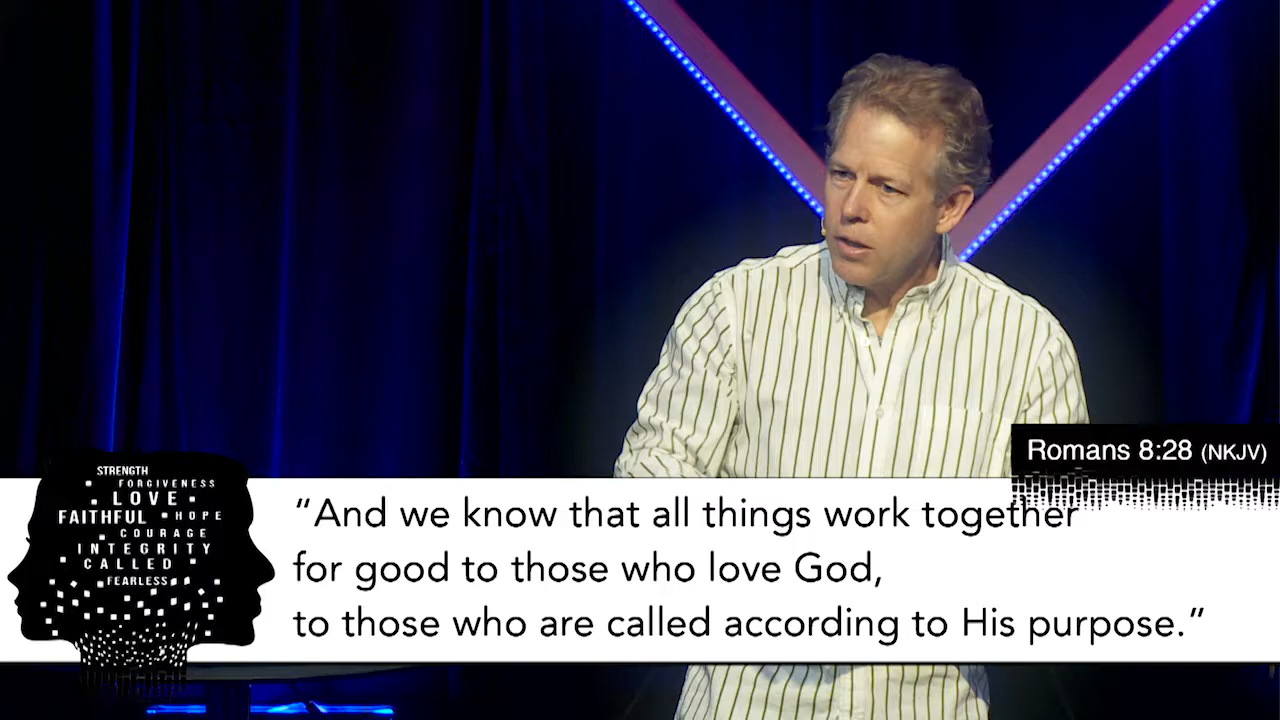 Romans 8:28 (NKJV)
STRENGTH
FORGIVENESS
LOVE
FAITHFUL HOPE
COURAGE
INTEGRITY
CALLED
FEARLESS
“And we know that all things work together
for good to those who love God,
to those who are called according to His purpose.”